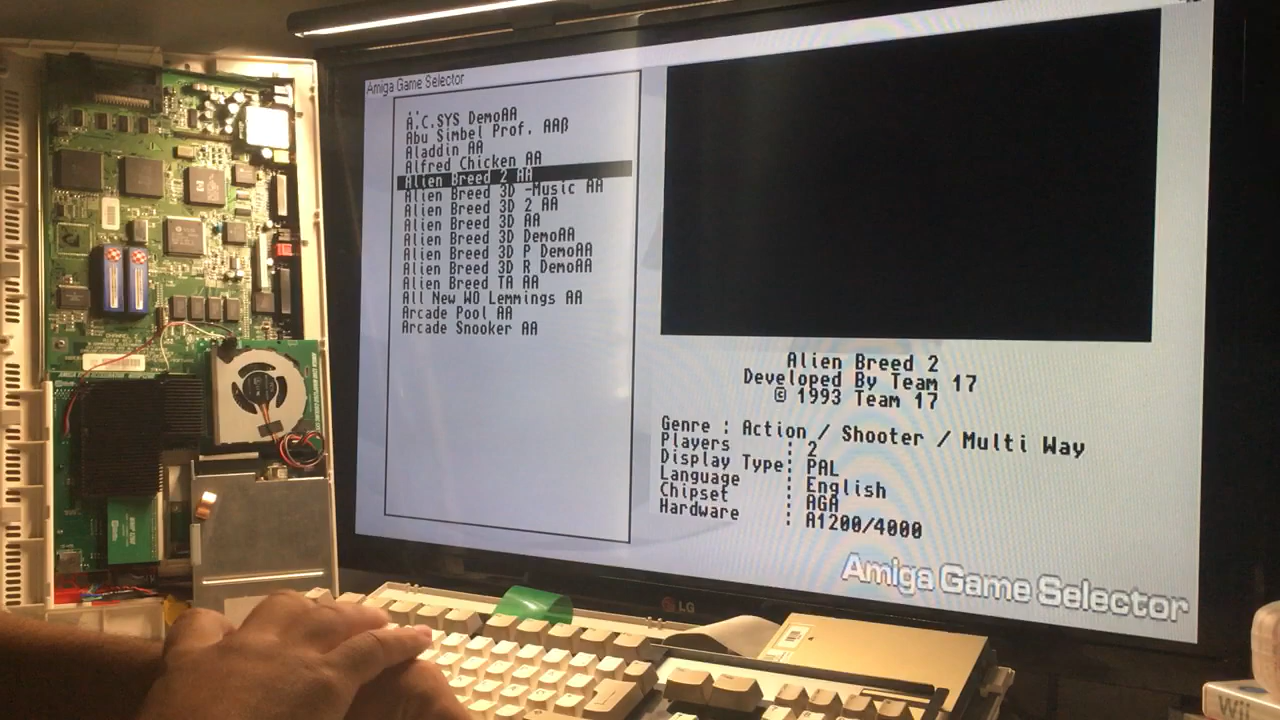 Amiga Game Selector
A.C.SYS DemoAA
Abu Simbel Prof. AAβ
Aladdin AA
Alfred Chicken AA
Alien Breed 2 AA
Alien Breed 3D -Music AA
Alien Breed 3D 2 AA
Alien Breed 3D AA
Alien Breed 3D DemoAA
Alien Breed 3D P DemoAA
Alien Breed 3D R DemoAA
Alien Breed TA AA
All New WO Lemmings AA
Arcade Pool AA
Arcade Snooker AA
Alien Breed 2
Developed By Team 17
© 1993 Team 17
Genre : Action / Shooter / Multi Way
Players : 2
Display Type: PAL
Language : English
Chipset : AGA
Hardware : A1200/4000
Amiga Game Selector
LG
Wii